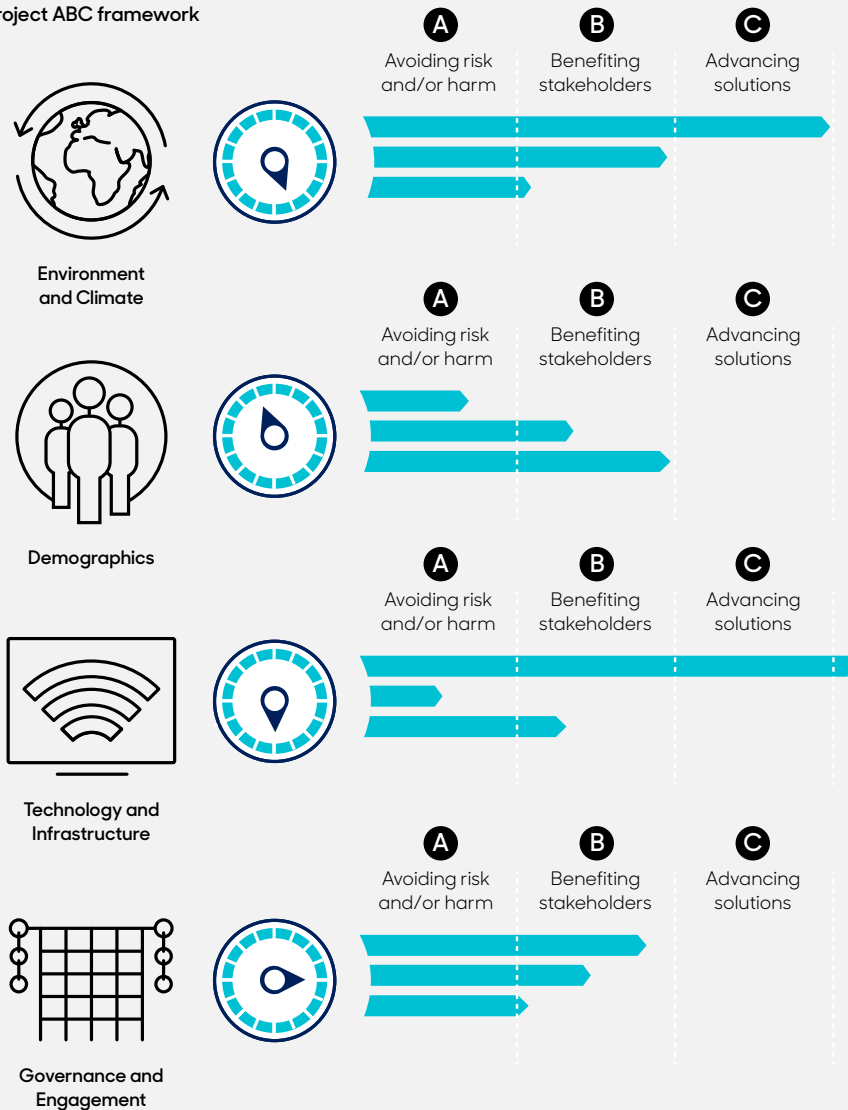 roject ABC framework
A
B
C
Avoiding risk
and/or harm
Benefiting
stakeholders
Advancing
solutions
Environment
and Climate
A
B
C
Avoiding risk
and/or harm
Benefiting
stakeholders
Advancing
solutions
Demographics
A
B
C
Avoiding risk
and/or harm
Benefiting
stakeholders
Advancing
solutions
Technology and
Infrastructure
A
B
C
Avoiding risk
and/or harm
Benefiting
stakeholders
Advancing
solutions
Governance and
Engagement